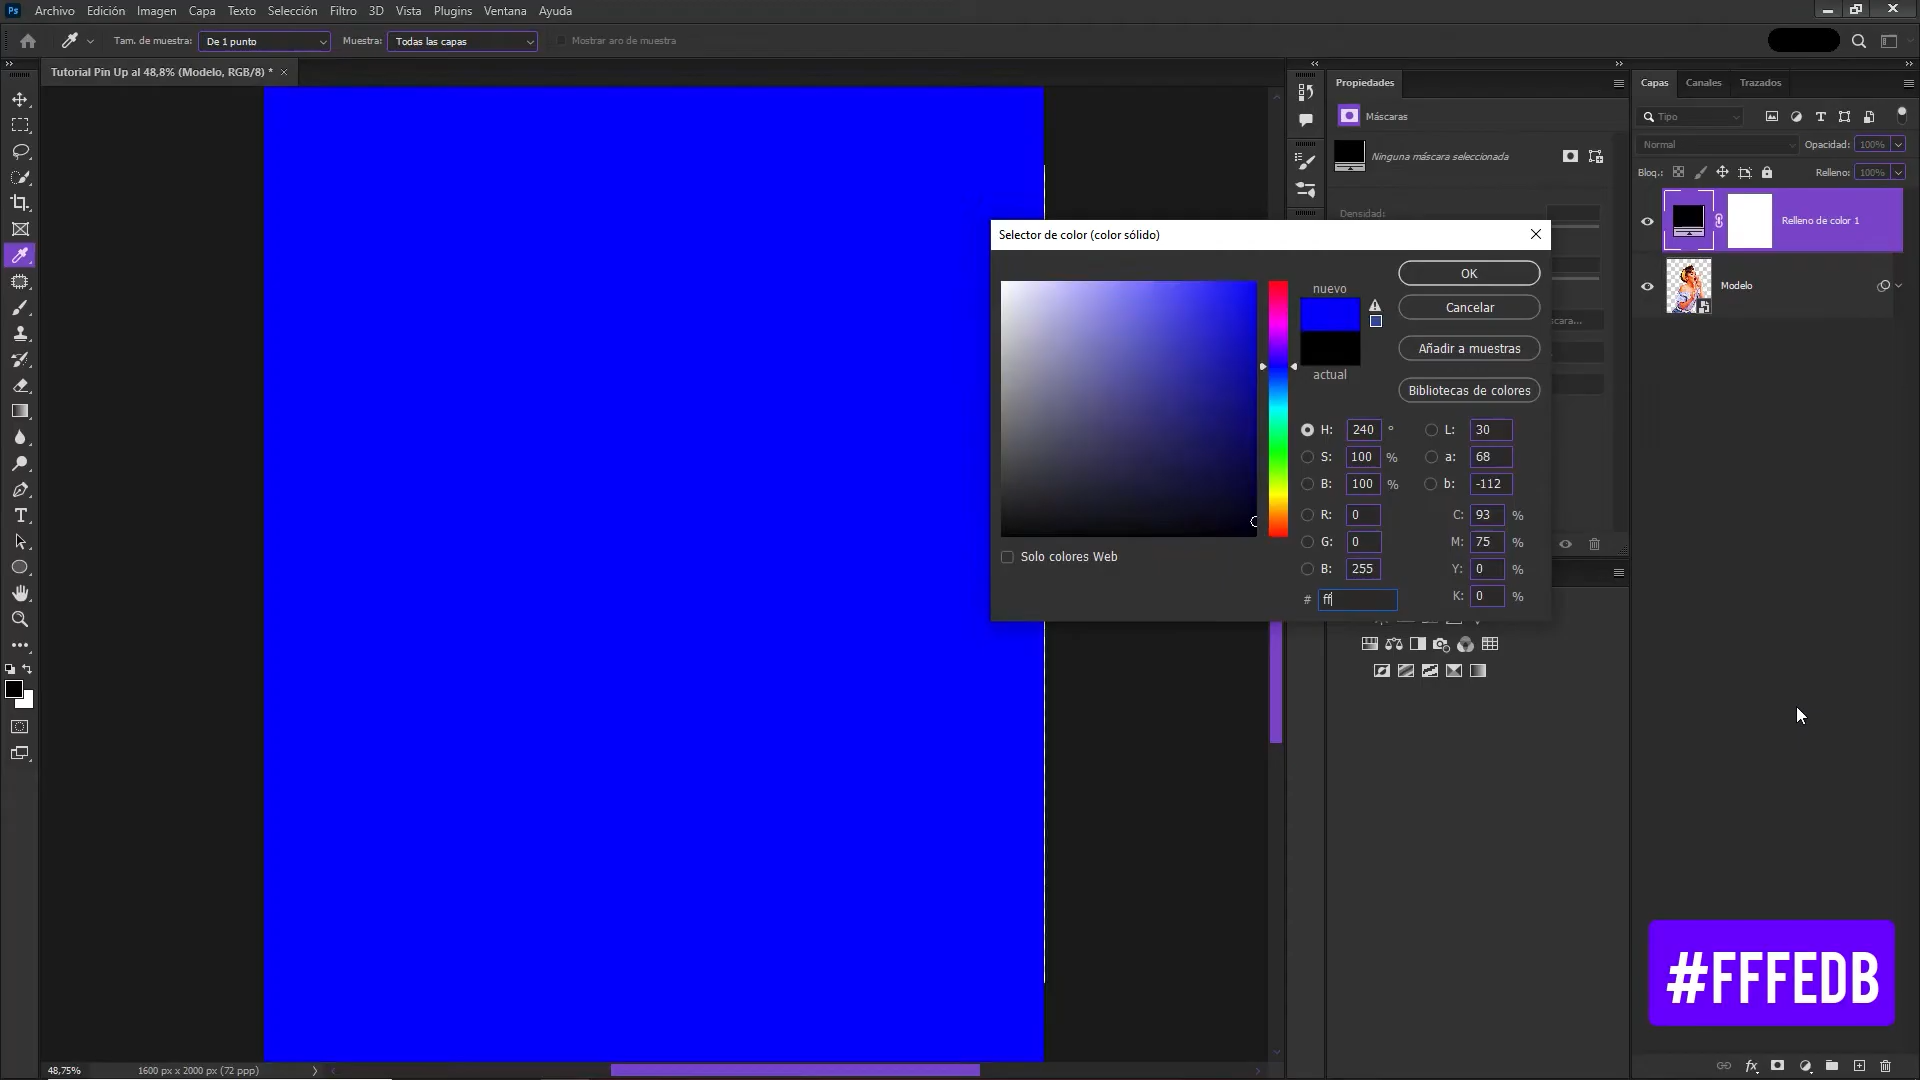 Ps Archivo Edición Imagen Capa Texto Selección Filtro 3D Vista Plugins Ventana Ayuda
Tam. de muestra: De 1 punto Muestra: Todas las capas Mostrar aro de muestra
Tutorial Pin Up al 48,8% (Modelo, RGB/8) *
Propiedades
Máscaras
Ninguna máscara seleccionada
Densidad:
Capas Canales Trazados
Tipo
Normal Opacidad: 100%
Bloq.: Relleno: 100%
Relleno de color 1
Modelo
Selector de color (color sólido)
nuevo
actual
OK
Cancelar
Añadir a muestras
Bibliotecas de colores
H: 240 ° L: 30
S: 100 % a: 68
B: 100 % b: -112
R: 0 C: 93 %
G: 0 M: 75 %
B: 255 Y: 0 %
# ff K: 0 %
Solo colores Web
scara...
#FFFEDB
48,75% 1600 px x 2000 px (72 ppp)
fx